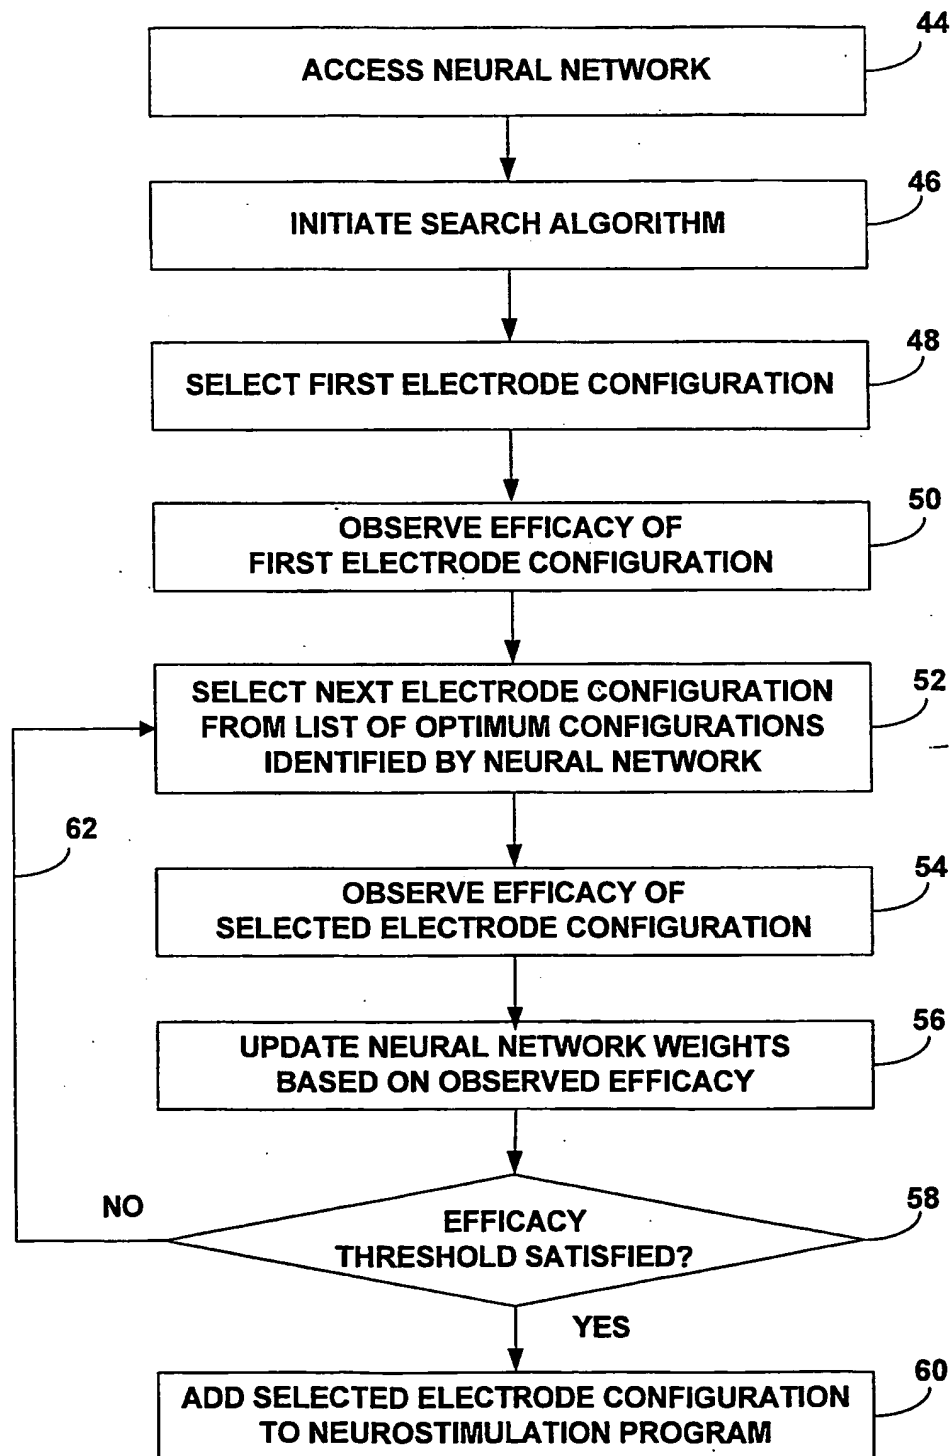 44
ACCESS NEURAL NETWORK
46
INITIATE SEARCH ALGORITHM
48
SELECT FIRST ELECTRODE CONFIGURATION
50
OBSERVE EFFICACY OF
FIRST ELECTRODE CONFIGURATION
52
SELECT NEXT ELECTRODE CONFIGURATION
FROM LIST OF OPTIMUM CONFIGURATIONS
IDENTIFIED BY NEURAL NETWORK
62
54
OBSERVE EFFICACY OF
SELECTED ELECTRODE CONFIGURATION
56
UPDATE NEURAL NETWORK WEIGHTS
BASED ON OBSERVED EFFICACY
58
NO
EFFICACY
THRESHOLD SATISFIED?
YES
60
ADD SELECTED ELECTRODE CONFIGURATION
TO NEUROSTIMULATION PROGRAM